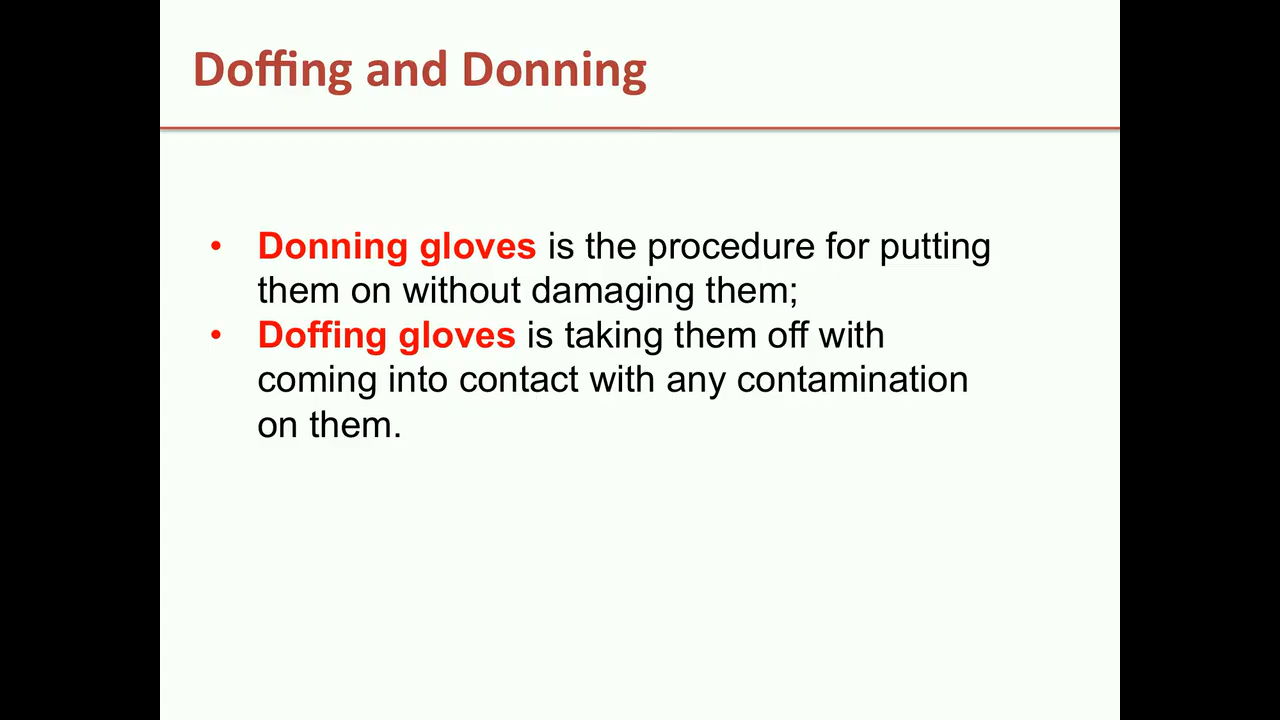 Doffing and Donning
• Donning gloves is the procedure for putting
them on without damaging them;
• Doffing gloves is taking them off with
coming into contact with any contamination
on them.